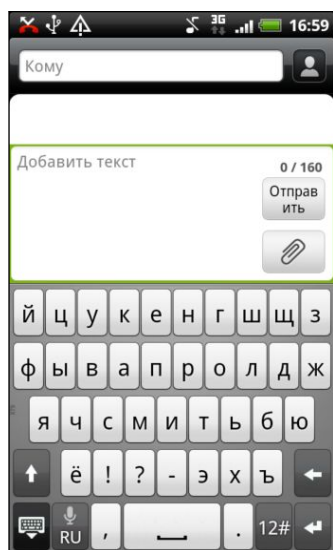 3G 16:59
Кому
Добавить текст
0 / 160
Отправ
ить
й ц у к е н г ш щ з
ф ы в а п р о л д ж
я ч с м и т ь б ю
ё ! ? - э х ъ
RU , . 12#